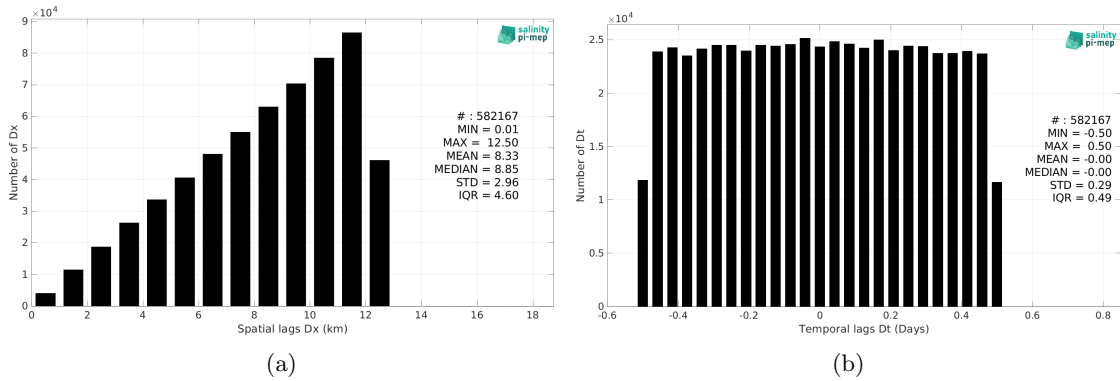 ×10⁴
9
8
7
6
5
4
3
2
1
0
Number of Dx
0 2 4 6 8 10 12 14 16 18
Spatial lags Dx (km)
salinity
pi-mep
# : 582167
MIN = 0.01
MAX = 12.50
MEAN = 8.33
MEDIAN = 8.85
STD = 2.96
IQR = 4.60
(a)
×10⁴
2.5
2
1.5
1
0.5
0
Number of Dt
-0.6 -0.4 -0.2 0 0.2 0.4 0.6 0.8
Temporal lags Dt (Days)
salinity
pi-mep
# : 582167
MIN = -0.50
MAX = 0.50
MEAN = -0.00
MEDIAN = -0.00
STD = 0.29
IQR = 0.49
(b)